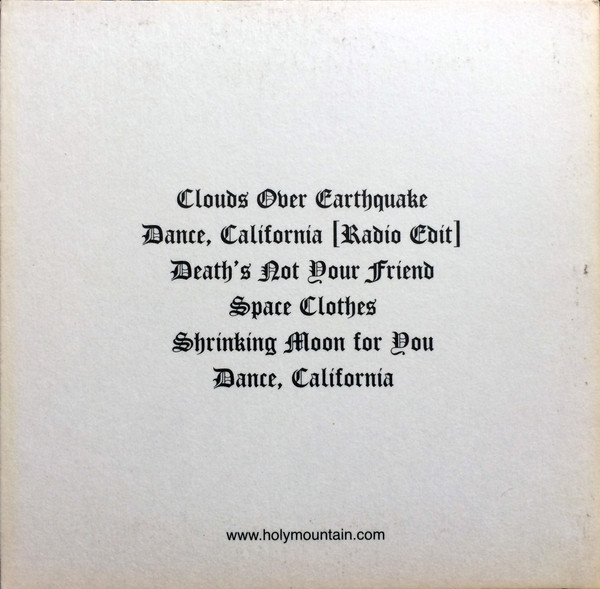 Clouds Over Earthquake
Dance, California [Radio Edit]
Death's Not Your Friend
Space Clothes
Shrinking Moon for You
Dance, California
www.holymountain.com